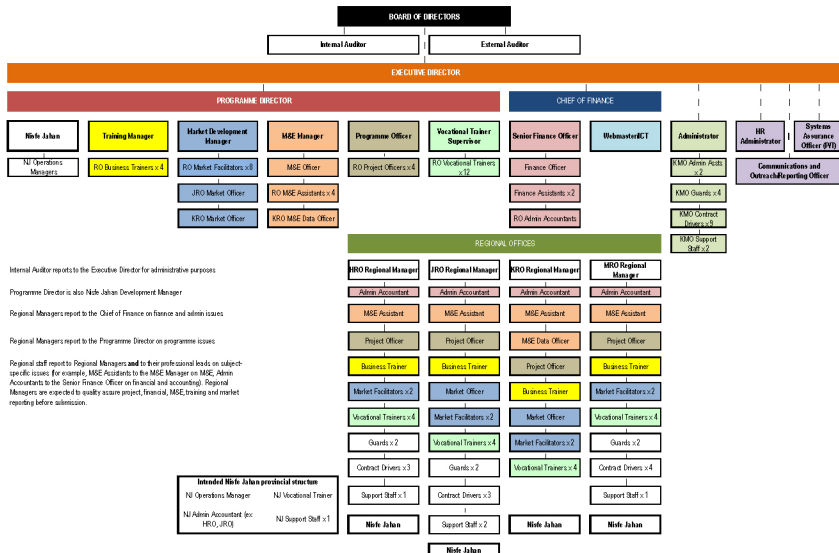 BOARD OF DIRECTORS
Internal Auditor
External Auditor
EXECUTIVE DIRECTOR
PROGRAMME DIRECTOR
CHIEF OF FINANCE
Nisfe Jahan
Training Manager
Market Development
Manager
M&E Manager
Programme Officer
Vocational Trainer
Supervisor
Senior Finance Officer
Webmaster/ICT
Administrator
HR
Administrator
Systems
Assurance
Officer (IVI)
NJ Operations
Managers
RO Business Trainers x 4
RO Market Facilitators x 8
M&E Officer
RO Project Officers x 4
RO Vocational Trainers
x 12
Finance Officer
KMO Admin Assts
x 2
Communications and
Outreach/Reporting Officer
JRO Market Officer
RO M&E Assistants x 4
Finance Assistants x 2
KMO Guards x 4
KRO Market Officer
KRO M&E Data Officer
RO Admin Accountants
KMO Contract
Drivers x 9
KMO Support
Staff x 2
REGIONAL OFFICES
HRO Regional Manager
JRO Regional Manager
KRO Regional Manager
MRO Regional
Manager
Admin Accountant
Admin Accountant
Admin Accountant
Admin Accountant
M&E Assistant
M&E Assistant
M&E Assistant
M&E Assistant
Project Officer
Project Officer
M&E Data Officer
Project Officer
Business Trainer
Business Trainer
Project Officer
Business Trainer
Market Facilitators x 2
Market Officer
Business Trainer
Market Facilitators x 2
Vocational Trainers x 4
Market Facilitators x 2
Market Officer
Vocational Trainers x 4
Guards x 2
Vocational Trainers x 4
Market Facilitators x 2
Guards x 2
Contract Drivers x 3
Guards x 2
Vocational Trainers x 4
Contract Drivers x 4
Support Staff x 1
Contract Drivers x 3
Support Staff x 1
Nisfe Jahan
Support Staff x 2
Nisfe Jahan
Nisfe Jahan
Nisfe Jahan
Internal Auditor reports to the Executive Director for administrative purposes
Programme Director is also Nisfe Jahan Development Manager
Regional Managers report to the Chief of Finance on finance and admin issues
Regional Managers report to the Programme Director on programme issues
Regional staff report to Regional Managers and to their professional leads on subject-
specific issues (for example, M&E Assistants to the M&E Manager on M&E, Admin
Accountants to the Senior Finance Officer on financial and accounting). Regional
Managers are expected to quality assure project, financial, M&E, training and market
reporting before submission.
Intended Nisfe Jahan provincial structure
NJ Operations Manager
NJ Vocational Trainer
NJ Admin Accountant (ex
HRO, JRO)
NJ Support Staff x 1